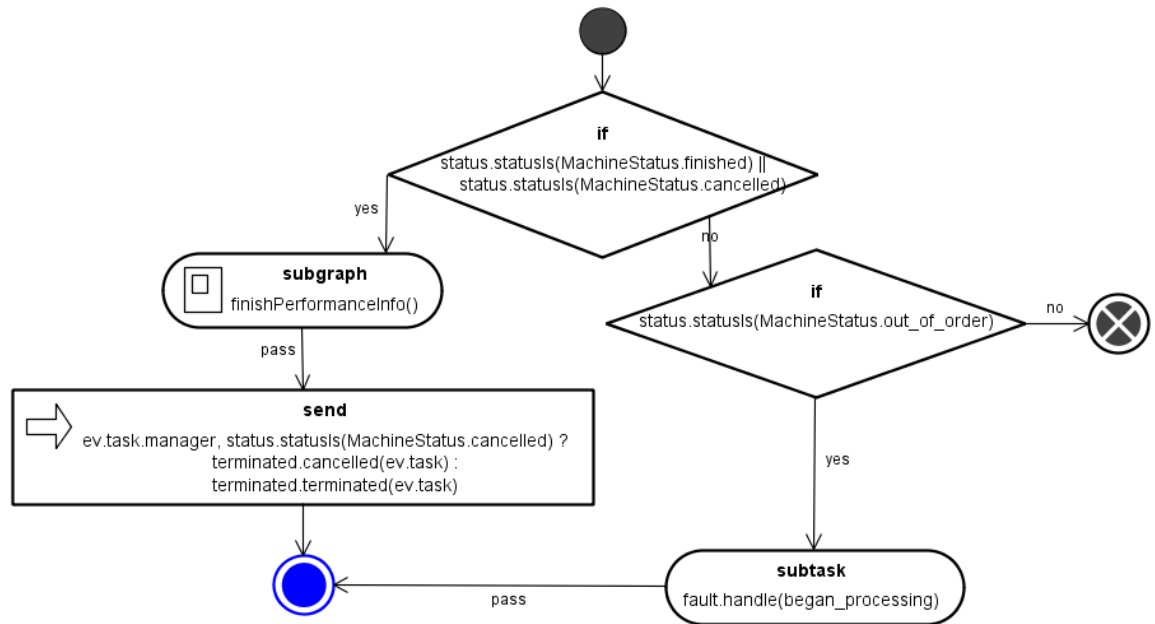 if
status.statusIs(MachineStatus.finished) ||
status.statusIs(MachineStatus.cancelled)
yes
no
subgraph
finishPerformanceInfo()
if
status.statusIs(MachineStatus.out_of_order)
no
pass
send
ev.task.manager, status.statusIs(MachineStatus.cancelled) ?
terminated.cancelled(ev.task) :
terminated.terminated(ev.task)
yes
subtask
fault.handle(began_processing)
pass